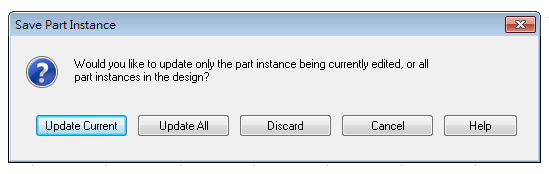 Save Part Instance
Would you like to update only the part instance being currently edited, or all
part instances in the design?
Update Current
Update All
Discard
Cancel
Help